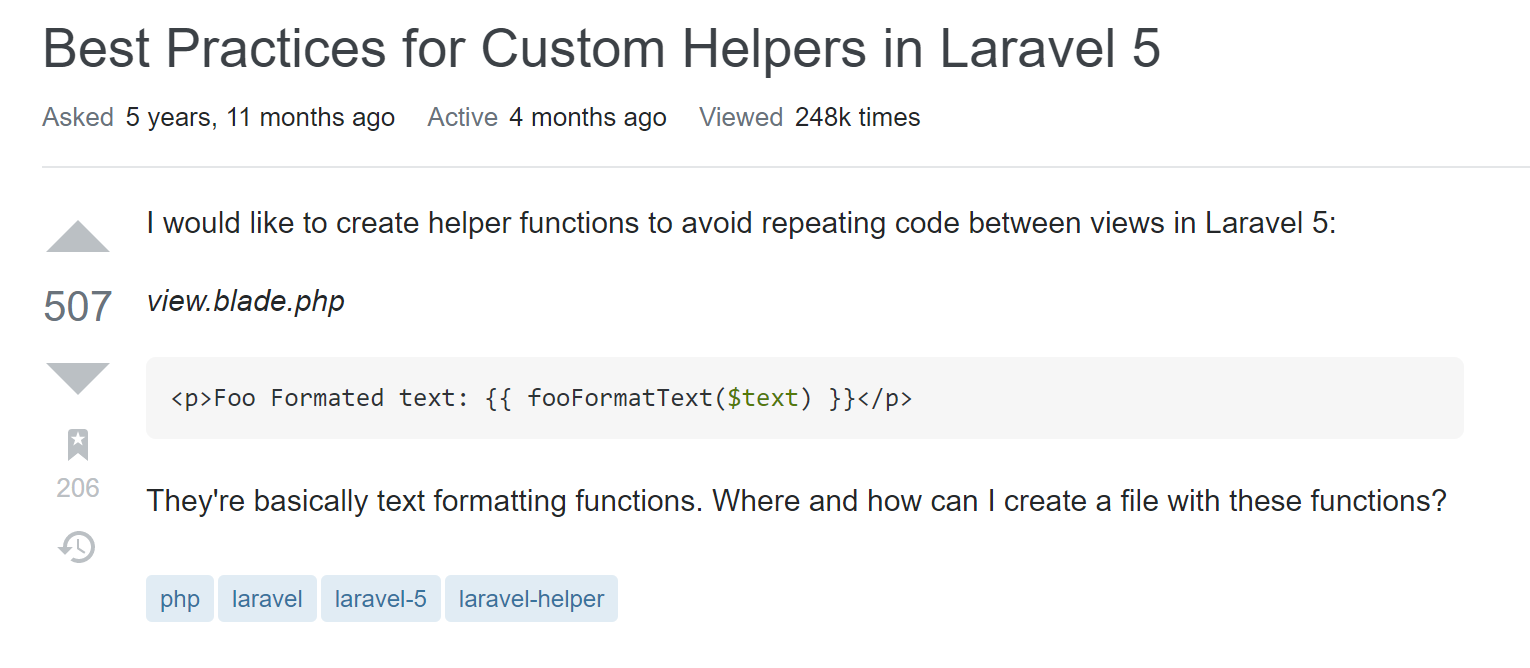 Best Practices for Custom Helpers in Laravel 5
Asked 5 years, 11 months ago Active 4 months ago Viewed 248k times
I would like to create helper functions to avoid repeating code between views in Laravel 5:
507
view.blade.php
<p>Foo Formated text: {{ fooFormatText($text) }}</p>
206
They're basically text formatting functions. Where and how can I create a file with these functions?
php laravel laravel-5 laravel-helper